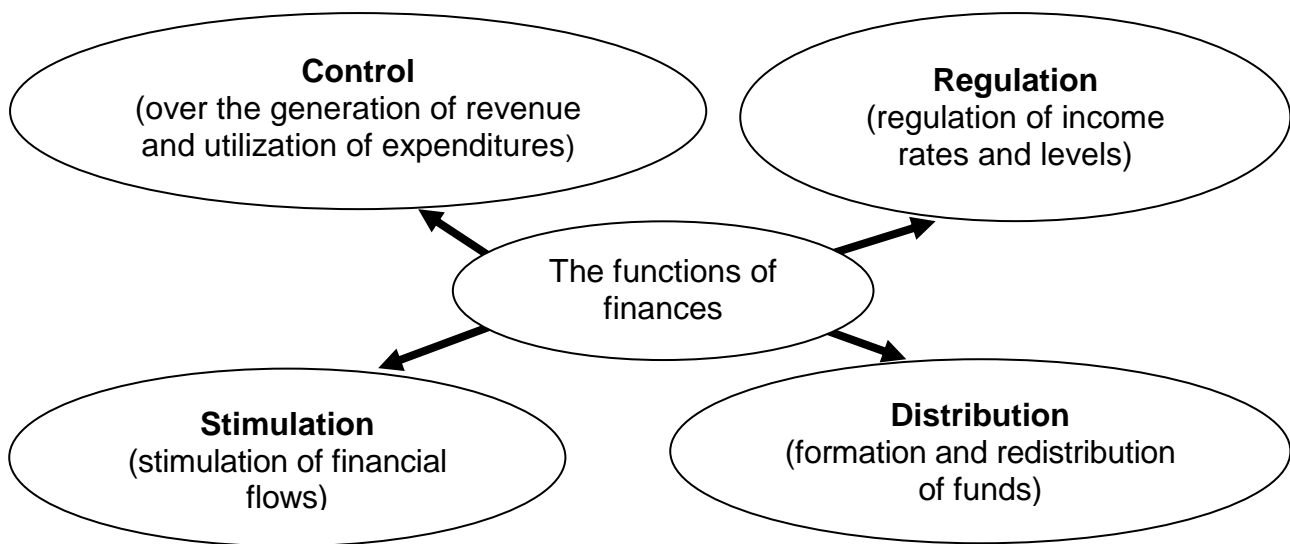 Control
(over the generation of revenue
and utilization of expenditures)
Regulation
(regulation of income
rates and levels)
The functions of
finances
Stimulation
(stimulation of financial
flows)
Distribution
(formation and redistribution
of funds)